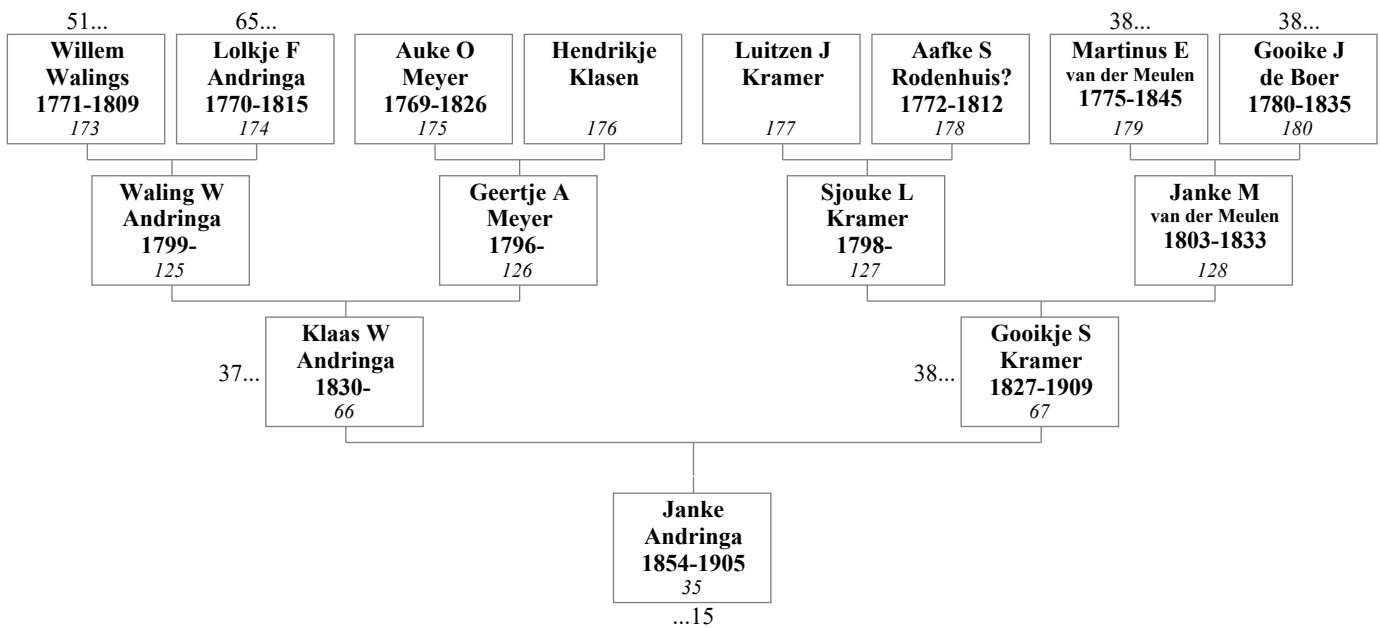 51...
65...
38...
38...
Willem
Walings
1771-1809
173
Lolkje F
Andringa
1770-1815
174
Auke O
Meyer
1769-1826
175
Hendrikje
Klasen
176
Luitzen J
Kramer
177
Aafke S
Rodenhuis?
1772-1812
178
Martinus E
van der Meulen
1775-1845
179
Gooike J
de Boer
1780-1835
180
Waling W
Andringa
1799-
125
Geertje A
Meyer
1796-
126
Sjouke L
Kramer
1798-
127
Janke M
van der Meulen
1803-1833
128
37...
Klaas W
Andringa
1830-
66
38...
Gooikje S
Kramer
1827-1909
67
Janke
Andringa
1854-1905
35
...15